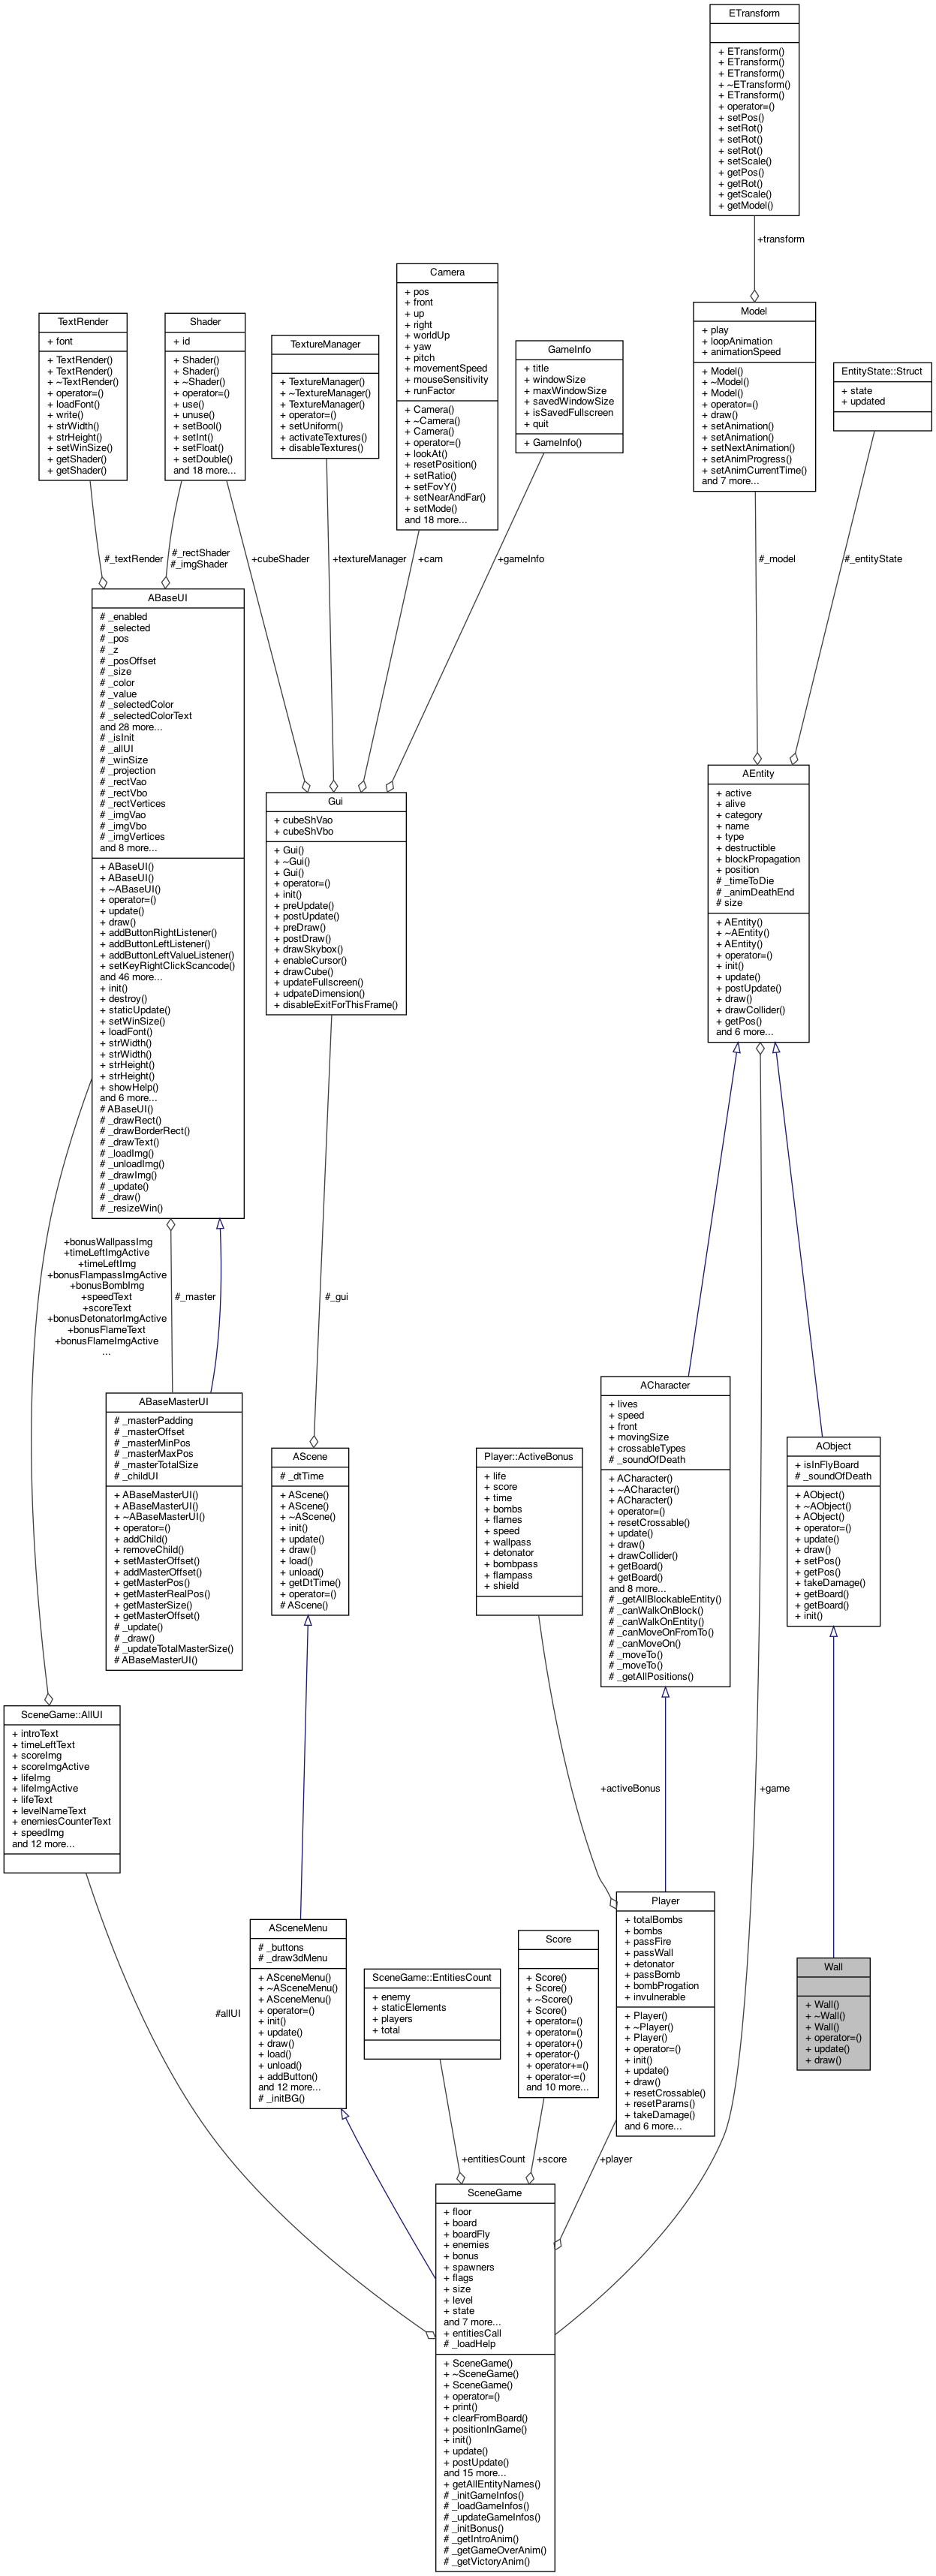 ETransform
+ ETransform()
+ ETransform()
+ ETransform()
+ ~ETransform()
+ ETransform()
+ operator=()
+ setPos()
+ setRot()
+ setRot()
+ setRot()
+ setScale()
+ getPos()
+ getRot()
+ getScale()
+ getModel()
+transform
Model
+ play
+ loopAnimation
+ animationSpeed
+ Model()
+ ~Model()
+ Model()
+ operator=()
+ draw()
+ setAnimation()
+ setAnimation()
+ setNextAnimation()
+ setAnimProgress()
+ setAnimCurrentTime()
and 7 more...
EntityState::Struct
+ state
+ updated
TextRender
+ font
+ TextRender()
+ TextRender()
+ ~TextRender()
+ operator=()
+ loadFont()
+ write()
+ strWidth()
+ strHeight()
+ setWinSize()
+ getShader()
+ getShader()
Shader
+ id
+ Shader()
+ Shader()
+ ~Shader()
+ operator=()
+ use()
+ unuse()
+ setBool()
+ setInt()
+ setFloat()
+ setDouble()
and 18 more...
TextureManager
+ TextureManager()
+ ~TextureManager()
+ TextureManager()
+ operator=()
+ setUniform()
+ activateTextures()
+ disableTextures()
Camera
+ pos
+ front
+ up
+ right
+ worldUp
+ yaw
+ pitch
+ movementSpeed
+ mouseSensitivity
+ runFactor
+ Camera()
+ ~Camera()
+ Camera()
+ operator=()
+ lookAt()
+ resetPosition()
+ setRatio()
+ setFovY()
+ setNearAndFar()
+ setMode()
and 18 more...
GameInfo
+ title
+ windowSize
+ maxWindowSize
+ savedWindowSize
+ isSavedFullscreen
+ quit
+ GameInfo()
#_textRender
#_rectShader
#_imgShader
+cubeShader
+textureManager
+cam
+gameInfo
#_model
#_entityState
ABaseUI
# _enabled
# _selected
# _pos
# _z
# _posOffset
# _size
# _color
# _value
# _selectedColor
# _selectedColorText
and 28 more...
# _isInit
# _allUI
# _winSize
# _projection
# _rectVao
# _rectVbo
# _rectVertices
# _imgVao
# _imgVbo
# _imgVertices
and 8 more...
+ ABaseUI()
+ ABaseUI()
+ ~ABaseUI()
+ operator=()
+ update()
+ draw()
+ addButtonRightListener()
+ addButtonLeftListener()
+ addButtonLeftValueListener()
+ setKeyRightClickScancode()
and 46 more...
+ init()
+ destroy()
+ staticUpdate()
+ setWinSize()
+ loadFont()
+ strWidth()
+ strWidth()
+ strHeight()
+ strHeight()
+ showHelp()
and 6 more...
# ABaseUI()
# _drawRect()
# _drawBorderRect()
# _drawText()
# _loadImg()
# _unloadImg()
# _drawImg()
# _update()
# _draw()
# _resizeWin()
Gui
+ cubeShVao
+ cubeShVbo
+ Gui()
+ ~Gui()
+ Gui()
+ operator=()
+ init()
+ preUpdate()
+ postUpdate()
+ preDraw()
+ postDraw()
+ drawSkybox()
+ enableCursor()
+ drawCube()
+ updateFullscreen()
+ udpateDimension()
+ disableExitForThisFrame()
AEntity
+ active
+ alive
+ category
+ name
+ type
+ destructible
+ blockPropagation
+ position
# _timeToDie
# _animDeathEnd
# size
+ AEntity()
+ ~AEntity()
+ AEntity()
+ operator=()
+ init()
+ update()
+ postUpdate()
+ draw()
+ drawCollider()
+ getPos()
and 6 more...
+bonusWallpassImg
+timeLeftImgActive
+timeLeftImg
+bonusFlampassImgActive
+bonusBombImg
+speedText
+scoreText
+bonusDetonatorImgActive
+bonusFlameText
+bonusFlameImgActive
...
#_master
#_gui
ABaseMasterUI
# _masterPadding
# _masterOffset
# _masterMinPos
# _masterMaxPos
# _masterTotalSize
# _childUI
+ ABaseMasterUI()
+ ABaseMasterUI()
+ ~ABaseMasterUI()
+ operator=()
+ addChild()
+ removeChild()
+ setMasterOffset()
+ addMasterOffset()
+ getMasterPos()
+ getMasterRealPos()
+ getMasterSize()
+ getMasterOffset()
# _update()
# _draw()
# _updateTotalMasterSize()
# ABaseMasterUI()
AScene
# _dtTime
+ AScene()
+ AScene()
+ ~AScene()
+ init()
+ update()
+ draw()
+ load()
+ unload()
+ getDtTime()
+ operator=()
# AScene()
Player::ActiveBonus
+ life
+ score
+ time
+ bombs
+ flames
+ speed
+ wallpass
+ detonator
+ bombpass
+ flampass
+ shield
ACharacter
+ lives
+ speed
+ front
+ movingSize
+ crossableTypes
# _soundOfDeath
+ ACharacter()
+ ~ACharacter()
+ ACharacter()
+ operator=()
+ resetCrossable()
+ update()
+ draw()
+ drawCollider()
+ getBoard()
+ getBoard()
and 8 more...
# _getAllBlockableEntity()
# _canWalkOnBlock()
# _canWalkOnEntity()
# _canMoveOnFromTo()
# _canMoveOn()
# _moveTo()
# _moveTo()
# _getAllPositions()
AObject
+ isInFlyBoard
# _soundOfDeath
+ AObject()
+ ~AObject()
+ AObject()
+ operator=()
+ update()
+ draw()
+ setPos()
+ getPos()
+ takeDamage()
+ getBoard()
+ getBoard()
+ init()
SceneGame::AllUI
+ introText
+ timeLeftText
+ scoreImg
+ scoreImgActive
+ lifeImg
+ lifeImgActive
+ lifeText
+ levelNameText
+ enemiesCounterText
+ speedImg
and 12 more...
+activeBonus
+game
Player
+ totalBombs
+ bombs
+ passFire
+ passWall
+ detonator
+ passBomb
+ bombProgation
+ invulnerable
+ Player()
+ ~Player()
+ Player()
+ operator=()
+ init()
+ update()
+ draw()
+ resetCrossable()
+ resetParams()
+ takeDamage()
and 6 more...
Wall
+ Wall()
+ ~Wall()
+ Wall()
+ operator=()
+ update()
+ draw()
ASceneMenu
# _buttons
# _draw3dMenu
+ ASceneMenu()
+ ~ASceneMenu()
+ ASceneMenu()
+ operator=()
+ init()
+ update()
+ draw()
+ load()
+ unload()
+ addButton()
and 12 more...
# _initBG()
SceneGame::EntitiesCount
+ enemy
+ staticElements
+ players
+ total
Score
+ Score()
+ Score()
+ ~Score()
+ Score()
+ operator=()
+ operator=()
+ operator+()
+ operator-()
+ operator+=()
+ operator-=()
and 10 more...
#allUI
+entitiesCount
+score
+player
SceneGame
+ floor
+ board
+ boardFly
+ enemies
+ bonus
+ spawners
+ flags
+ size
+ level
+ state
and 7 more...
+ entitiesCall
# _loadHelp
+ SceneGame()
+ ~SceneGame()
+ SceneGame()
+ operator=()
+ print()
+ clearFromBoard()
+ positionInGame()
+ init()
+ update()
+ postUpdate()
and 15 more...
+ getAllEntityNames()
# _initGameInfos()
# _loadGameInfos()
# _updateGameInfos()
# _initBonus()
# _getIntroAnim()
# _getGameOverAnim()
# _getVictoryAnim()